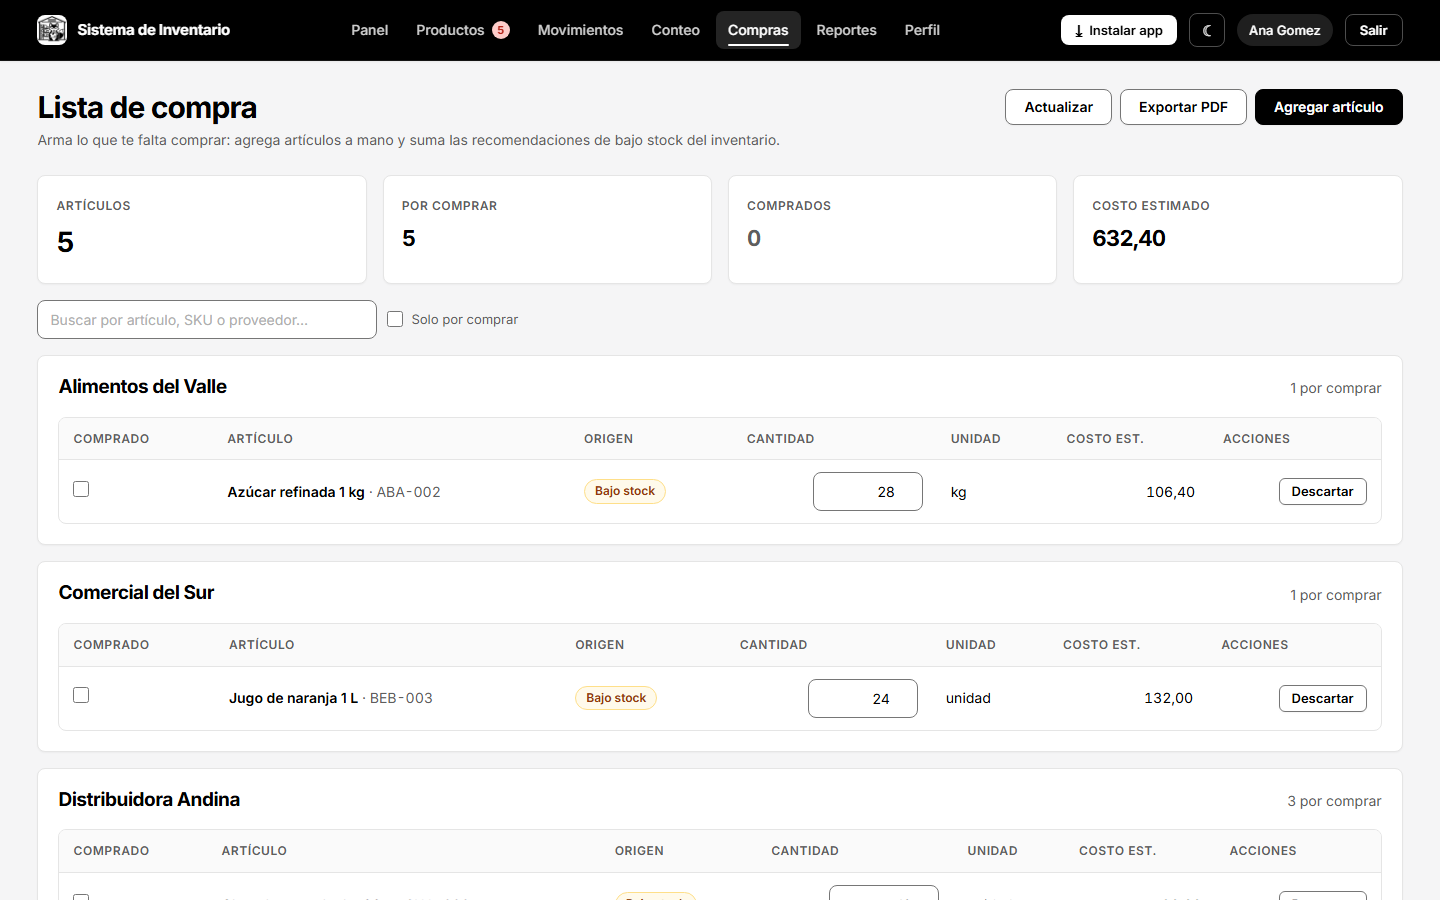 Sistema de Inventario
Panel
Productos 5
Movimientos
Conteo
Compras
Reportes
Perfil
Instalar app
Ana Gomez
Salir
Lista de compra
Arma lo que te falta comprar: agrega artículos a mano y suma las recomendaciones de bajo stock del inventario.
Actualizar
Exportar PDF
Agregar artículo
ARTÍCULOS
5
POR COMPRAR
5
COMPRADOS
0
COSTO ESTIMADO
632,40
Buscar por artículo, SKU o proveedor...
Solo por comprar
Alimentos del Valle
1 por comprar
COMPRADO ARTÍCULO ORIGEN CANTIDAD UNIDAD COSTO EST. ACCIONES
Azúcar refinada 1 kg · ABA-002 Bajo stock 28 kg 106,40 Descartar
Comercial del Sur
1 por comprar
COMPRADO ARTÍCULO ORIGEN CANTIDAD UNIDAD COSTO EST. ACCIONES
Jugo de naranja 1 L · BEB-003 Bajo stock 24 unidad 132,00 Descartar
Distribuidora Andina
3 por comprar
COMPRADO ARTÍCULO ORIGEN CANTIDAD UNIDAD COSTO EST. ACCIONES